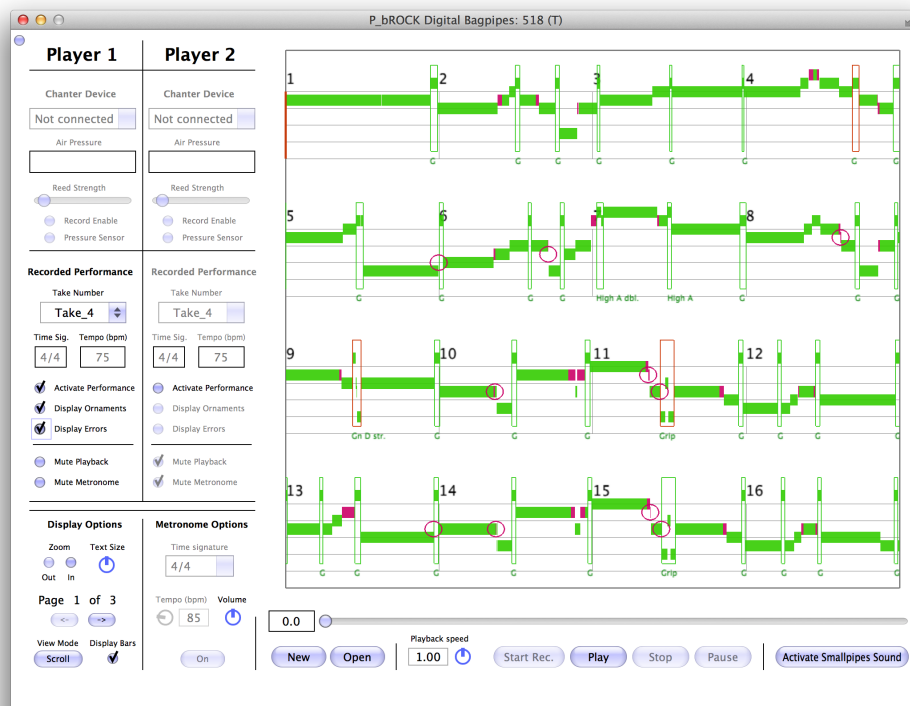 P_bROCK Digital Bagpipes: 518 (T)
Player 1
Player 2
Chanter Device
Chanter Device
Not connected
Not connected
Air Pressure
Air Pressure
Reed Strength
Reed Strength
Record Enable
Record Enable
Pressure Sensor
Pressure Sensor
Recorded Performance
Recorded Performance
Take Number
Take Number
Take_4
Take_4
Time Sig. Tempo (bpm)
Time Sig. Tempo (bpm)
4/4 75
4/4 75
Activate Performance
Activate Performance
Display Ornaments
Display Ornaments
Display Errors
Display Errors
Mute Playback
Mute Playback
Mute Metronome
Mute Metronome
Display Options
Metronome Options
Zoom Text Size
Out In
Time signature
4/4
Page 1 of 3
<- ->
Tempo (bpm) Volume
85
View Mode Display Bars
Scroll
On
1 2 3 4
G G G G G G G
5 6 7 8
G G G G High A dbl. High A G G G
9 10 11 12
Gn D str. G G G Grip G G G G
13 14 15 16
G G G G G Grip G G G G
0.0
New Open
Playback speed
1.00
Start Rec. Play Stop Pause
Activate Smallpipes Sound